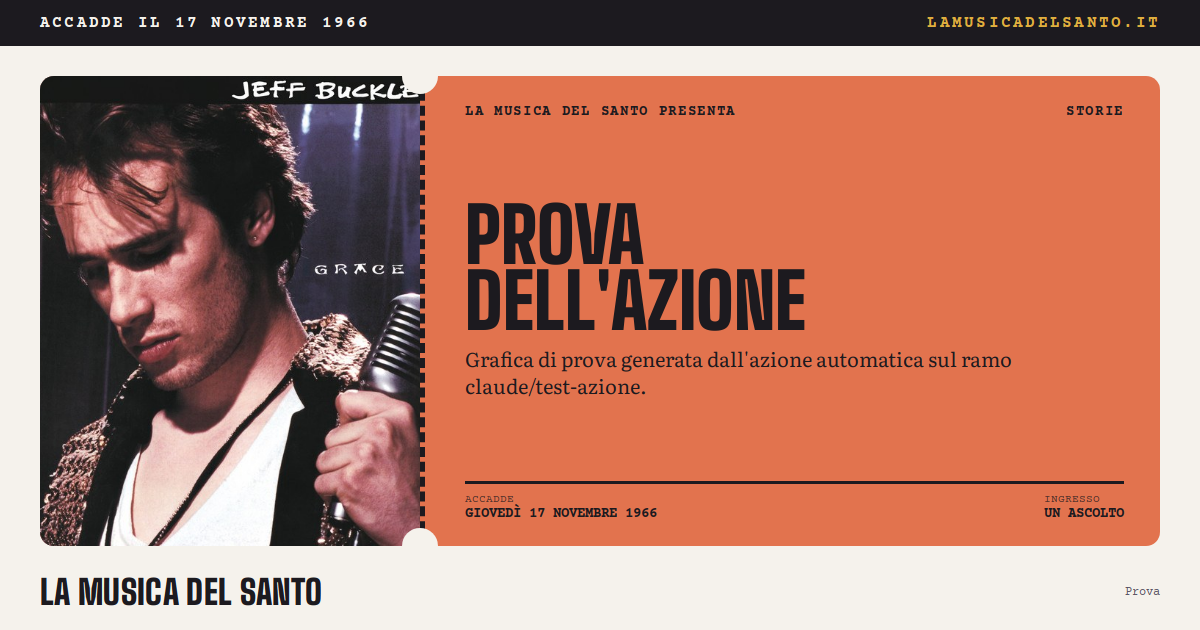 ACCADDE IL 17 NOVEMBRE 1966
LAMUSICADELSANTO.IT
JEFF BUCKLE
GRACE
LA MUSICA DEL SANTO PRESENTA
STORIE
PROVA
DELL'AZIONE
Grafica di prova generata dall'azione automatica sul ramo
claude/test-azione.
ACCADDE
GIOVEDÌ 17 NOVEMBRE 1966
INGRESSO
UN ASCOLTO
LA MUSICA DEL SANTO
Prova